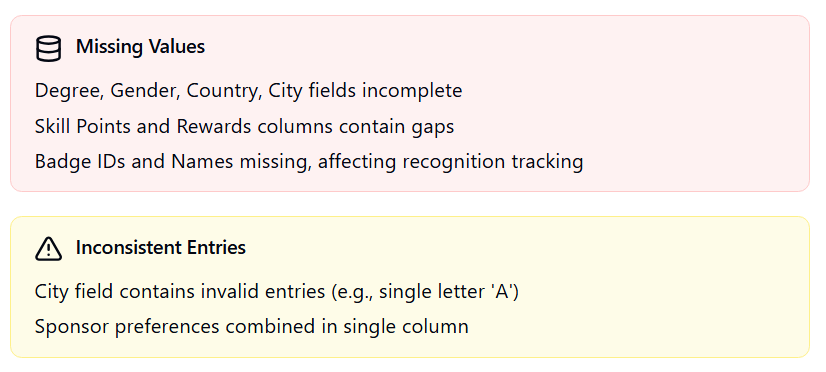 Missing Values
Degree, Gender, Country, City fields incomplete
Skill Points and Rewards columns contain gaps
Badge IDs and Names missing, affecting recognition tracking
Inconsistent Entries
City field contains invalid entries (e.g., single letter 'A')
Sponsor preferences combined in single column